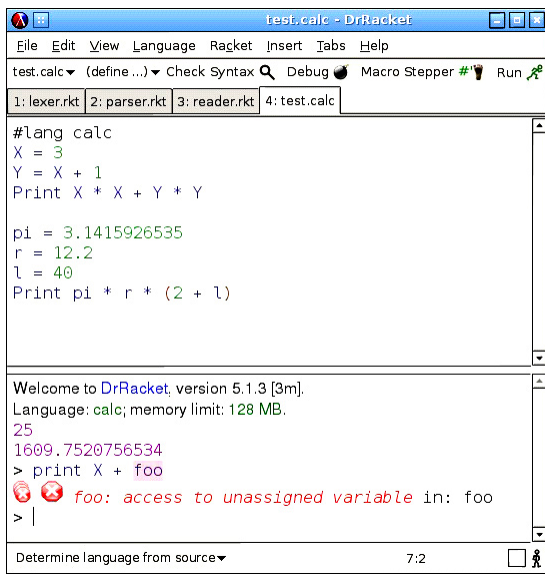 test.calc - DrRacket
File Edit View Language Racket Insert Tabs Help
test.calc (define ...) Check Syntax Debug Macro Stepper #' Run
1: lexer.rkt 2: parser.rkt 3: reader.rkt 4: test.calc
#lang calc
X = 3
Y = X + 1
Print X * X + Y * Y
pi = 3.1415926535
r = 12.2
l = 40
Print pi * r * (2 + l)
Welcome to DrRacket, version 5.1.3 [3m].
Language: calc; memory limit: 128 MB.
25
1609.7520756534
> print X + foo
foo: access to unassigned variable in: foo
>
Determine language from source 7:2